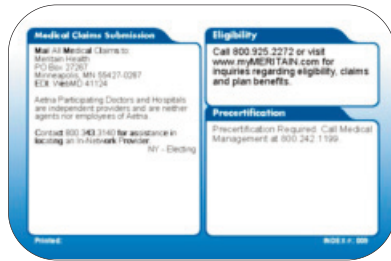 Medical Claims Submission
Mail All Medical Claims to:
Meritain Health
PO Box 27267
Minneapolis, MN 55427-0267
EDI: WebMD 41124
Aetna Participating Doctors and Hospitals
are independent providers and are neither
agents nor employees of Aetna.
Contact 800.343.3140 for assistance in
locating an In-Network Provider.
NY - Electing
Printed:
Eligibility
Call 800.925.2272 or visit
www.myMERITAIN.com for
inquiries regarding eligibility, claims
and plan benefits.
Precertification
Precertification Required: Call Medical
Management at 800.242.1199